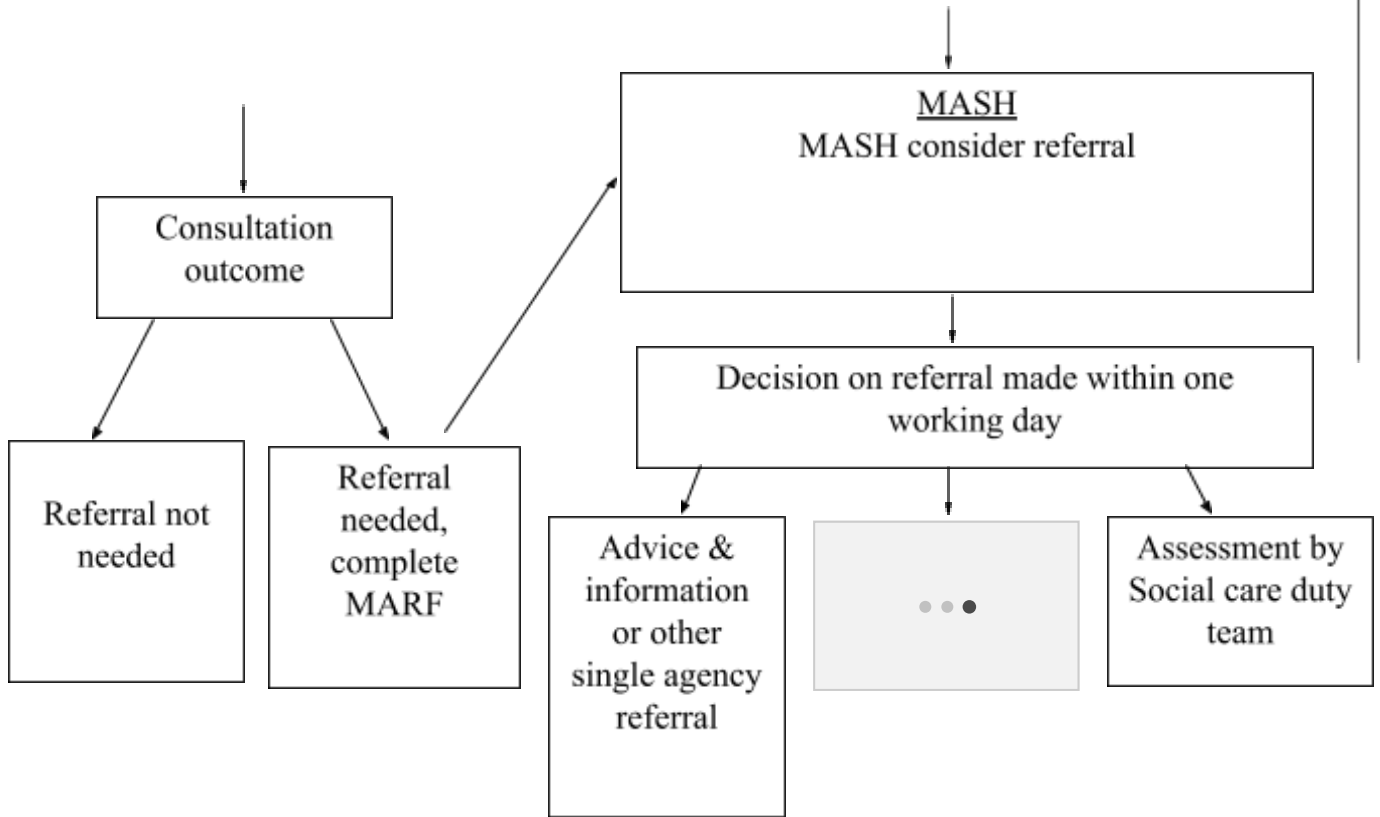 MASH
MASH consider referral
Consultation
outcome
Decision on referral made within one
working day
Referral not
needed
Referral
needed,
complete
MARF
Advice &
information
or other
single agency
referral
Assessment by
Social care duty
team